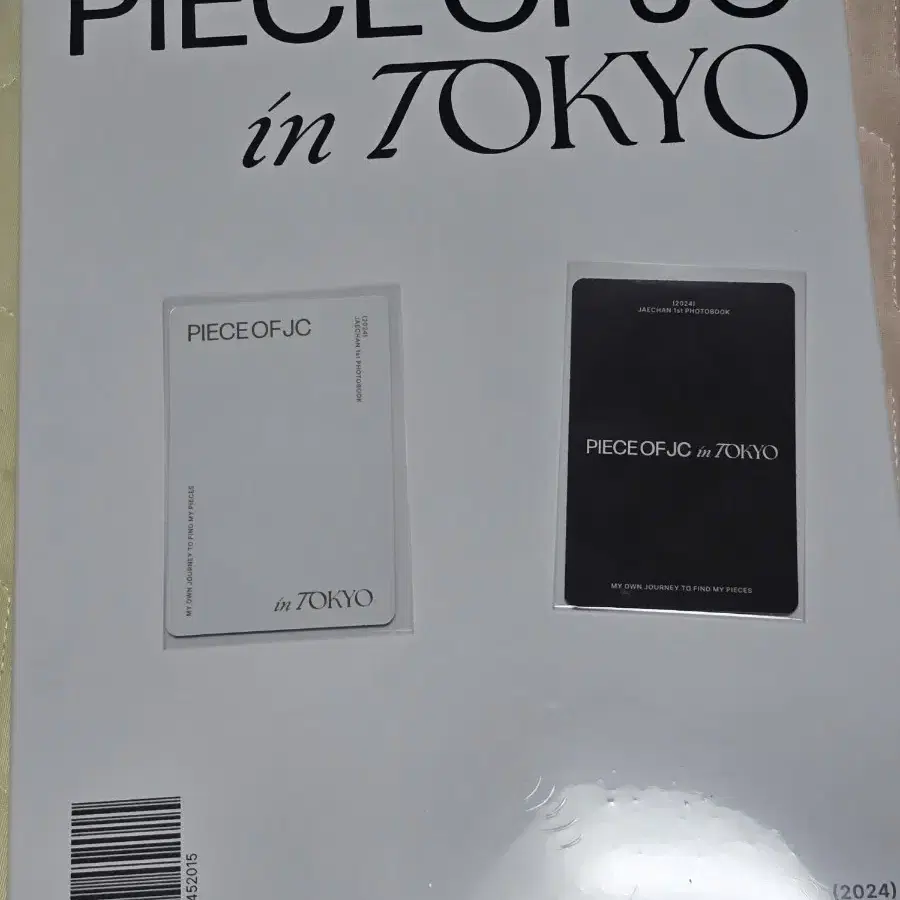 PIECE OF JC
in TOKYO
PIECE OF JC
(2024)
JAECHAN 1st PHOTOBOOK
MY OWN JOURNEY TO FIND MY PIECES
in TOKYO
(2024)
JAECHAN 1st PHOTOBOOK
PIECE OF JC in TOKYO
MY OWN JOURNEY TO FIND MY PIECES
452015
(2024)